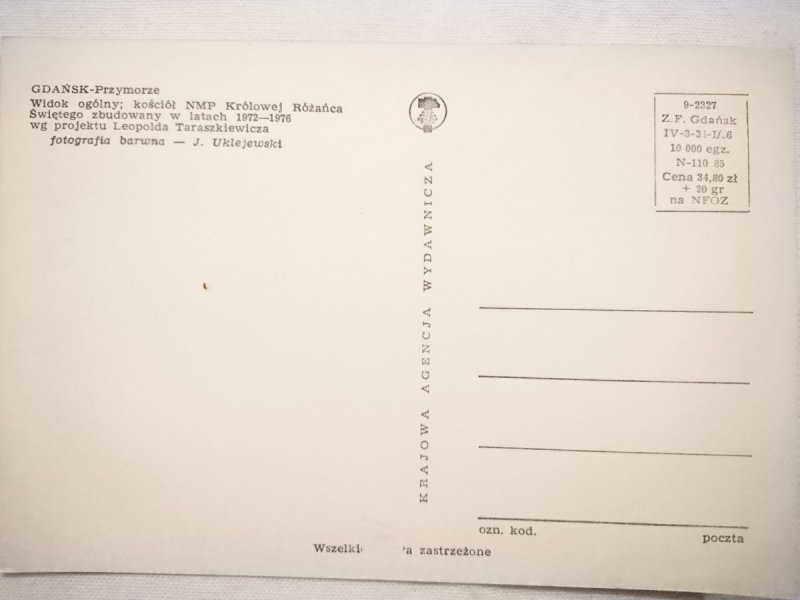 GDAŃSK-Przymorze
Widok ogólny; kościół NMP Królowej Różańca
Świętego zbudowany w latach 1972—1976
wg projektu Leopolda Taraszkiewicza
fotografia barwna — J. Uklejewski
KRAJOWA AGENCJA WYDAWNICZA
9-2327
Z.F. Gdańsk
10 000 egz.
N-110 85
Cena 34,80 zł
+ 20 gr
na NFOZ
ozn. kod.
poczta
zastrzeżone